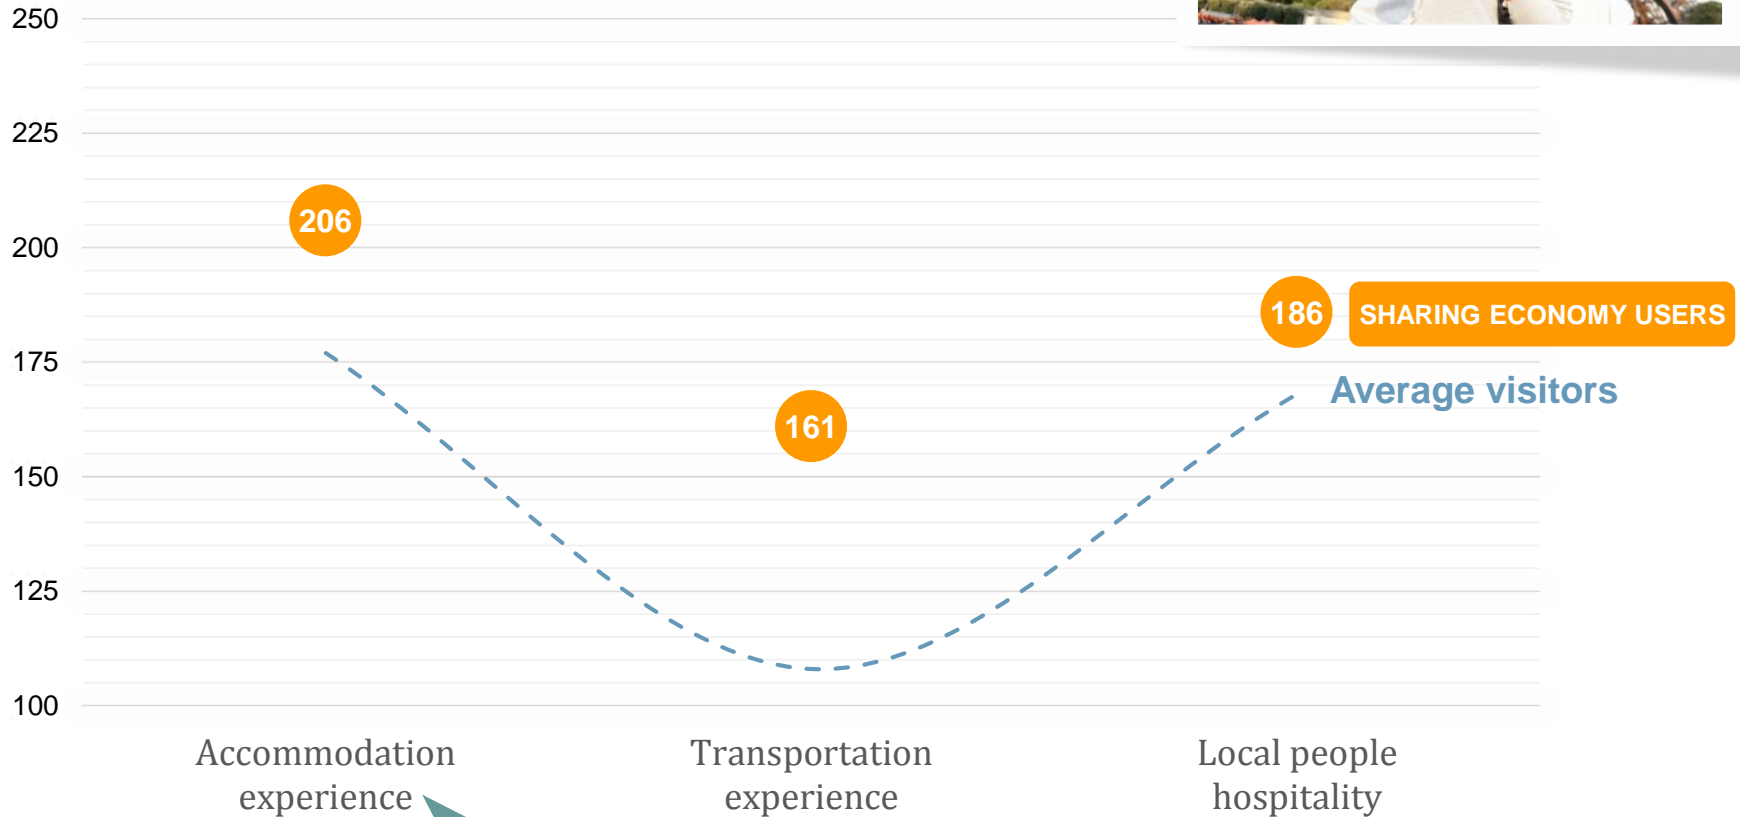 250
225
200
175
150
125
100
206
161
186
SHARING ECONOMY USERS
Average visitors
Accommodation
experience
Transportation
experience
Local people
hospitality